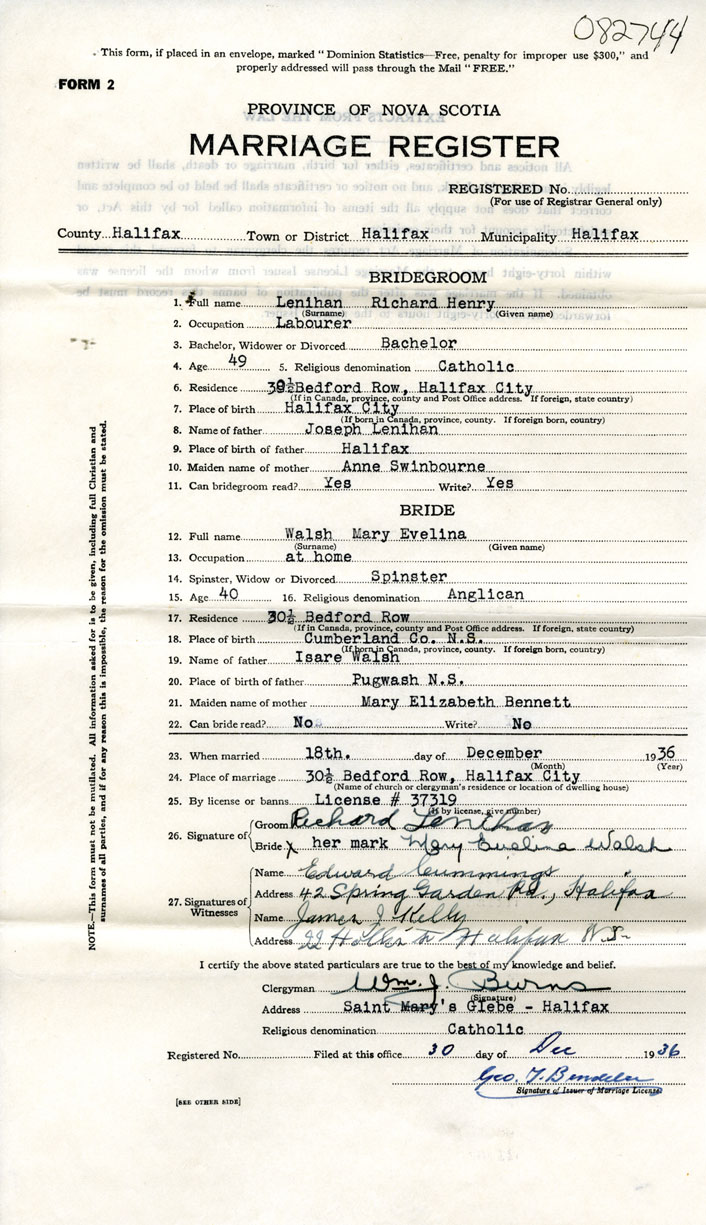 082744
. This form, if placed in an envelope, marked "Dominion Statistics—Free, penalty for improper use $300," and
properly addressed will pass through the Mail "FREE."
FORM 2
PROVINCE OF NOVA SCOTIA
MARRIAGE REGISTER
REGISTERED No.
(For use of Registrar General only)
County Halifax Town or District Halifax Municipality Halifax
BRIDEGROOM
1. Full name Lenihan Richard Henry
(Surname) (Given name)
2. Occupation Labourer
3. Bachelor, Widower or Divorced Bachelor
4. Age 49 5. Religious denomination Catholic
6. Residence 30½ Bedford Row, Halifax City
(If in Canada, province, county and Post Office address. If foreign, state country)
7. Place of birth Halifax City
(If born in Canada, province, county. If foreign born, country)
8. Name of father Joseph Lenihan
9. Place of birth of father Halifax
10. Maiden name of mother Anne Swinbourne
11. Can bridegroom read? Yes Write? Yes
BRIDE
12. Full name Walsh Mary Evelina
(Surname) (Given name)
13. Occupation at home
14. Spinster, Widow or Divorced Spinster
15. Age 40 16. Religious denomination Anglican
17. Residence 30½ Bedford Row
(If in Canada, province, county and Post Office address. If foreign, state country)
18. Place of birth Cumberland Co. N.S.
(If born in Canada, province, county. If foreign born, country)
19. Name of father Isare Walsh
20. Place of birth of father Pugwash N.S.
21. Maiden name of mother Mary Elizabeth Bennett
22. Can bride read? No Write? No
23. When married 18th. day of December 1936
(Month) (Year)
24. Place of marriage 30½ Bedford Row, Halifax City
(Name of church or clergyman's residence or location of dwelling house)
25. By license or banns License # 37319
(If by license, give number)
26. Signature of Groom Richard Lenihan
Bride X her mark Mary Evelina Walsh
27. Signatures of Witnesses
Name Edward Cummings
Address 42 Spring Garden Rd., Halifax
Name James J Kelly
Address 22 Hollis St Halifax N.S.
I certify the above stated particulars are true to the best of my knowledge and belief.
Clergyman Wm. J. Burns
(Signature)
Address Saint Mary's Glebe - Halifax
Religious denomination Catholic
Registered No. Filed at this office 30 day of Dec 1936
Geo. T.
Signature of Issuer of Marriage License
[SEE OTHER SIDE]
NOTE.—This form must not be mutilated. All information asked for is to be given, including full Christian and
surnames of all parties, and if for any reason this is impossible, the reason for the omission must be stated.